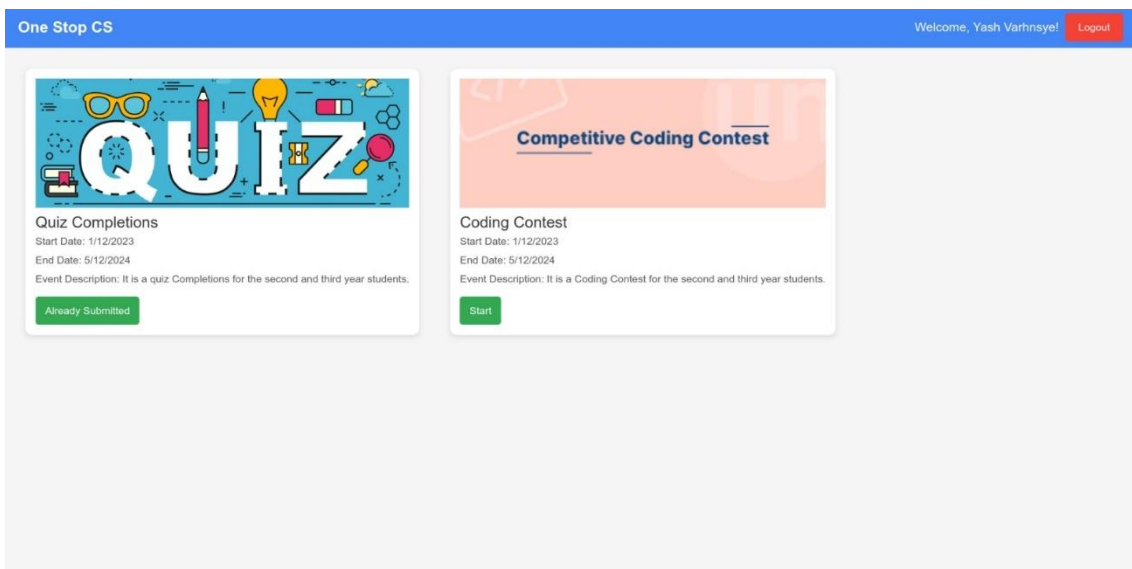 One Stop CS
Welcome, Yash Varhnsye!
Logout
QUIZ
Quiz Completions
Start Date: 1/12/2023
End Date: 5/12/2024
Event Description: It is a quiz Completions for the second and third year students.
Already Submitted
Competitive Coding Contest
Coding Contest
Start Date: 1/12/2023
End Date: 5/12/2024
Event Description: It is a Coding Contest for the second and third year students.
Start